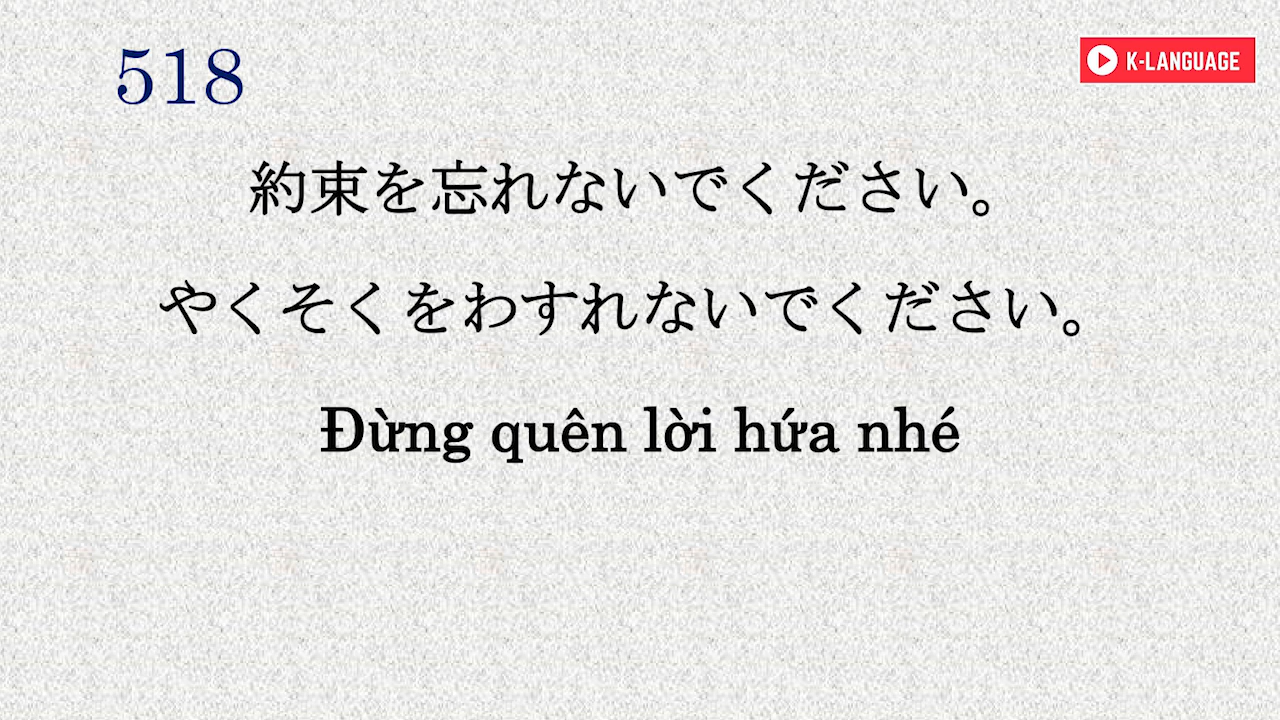 518
K-LANGUAGE
約束を忘れないでください。
やくそくをわすれないでください。
Đừng quên lời hứa nhé